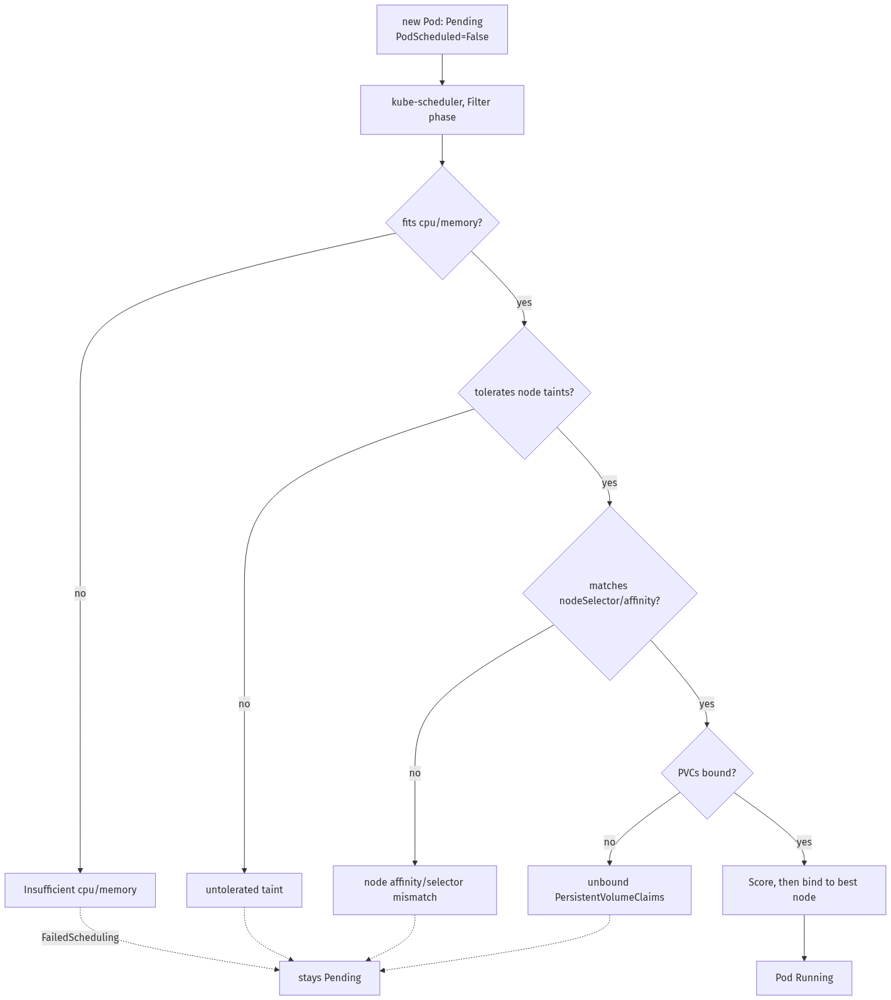 new Pod: Pending
PodScheduled=False
kube-scheduler, Filter
phase
fits cpu/memory?
yes
tolerates node taints?
yes
matches
nodeSelector/affinity?
no
no
yes
PVCs bound?
no
no
yes
Insufficient cpu/memory
untolerated taint
node affinity/selector
mismatch
unbound
PersistentVolumeClaims
Score, then bind to best
node
FailedScheduling
stays Pending
Pod Running